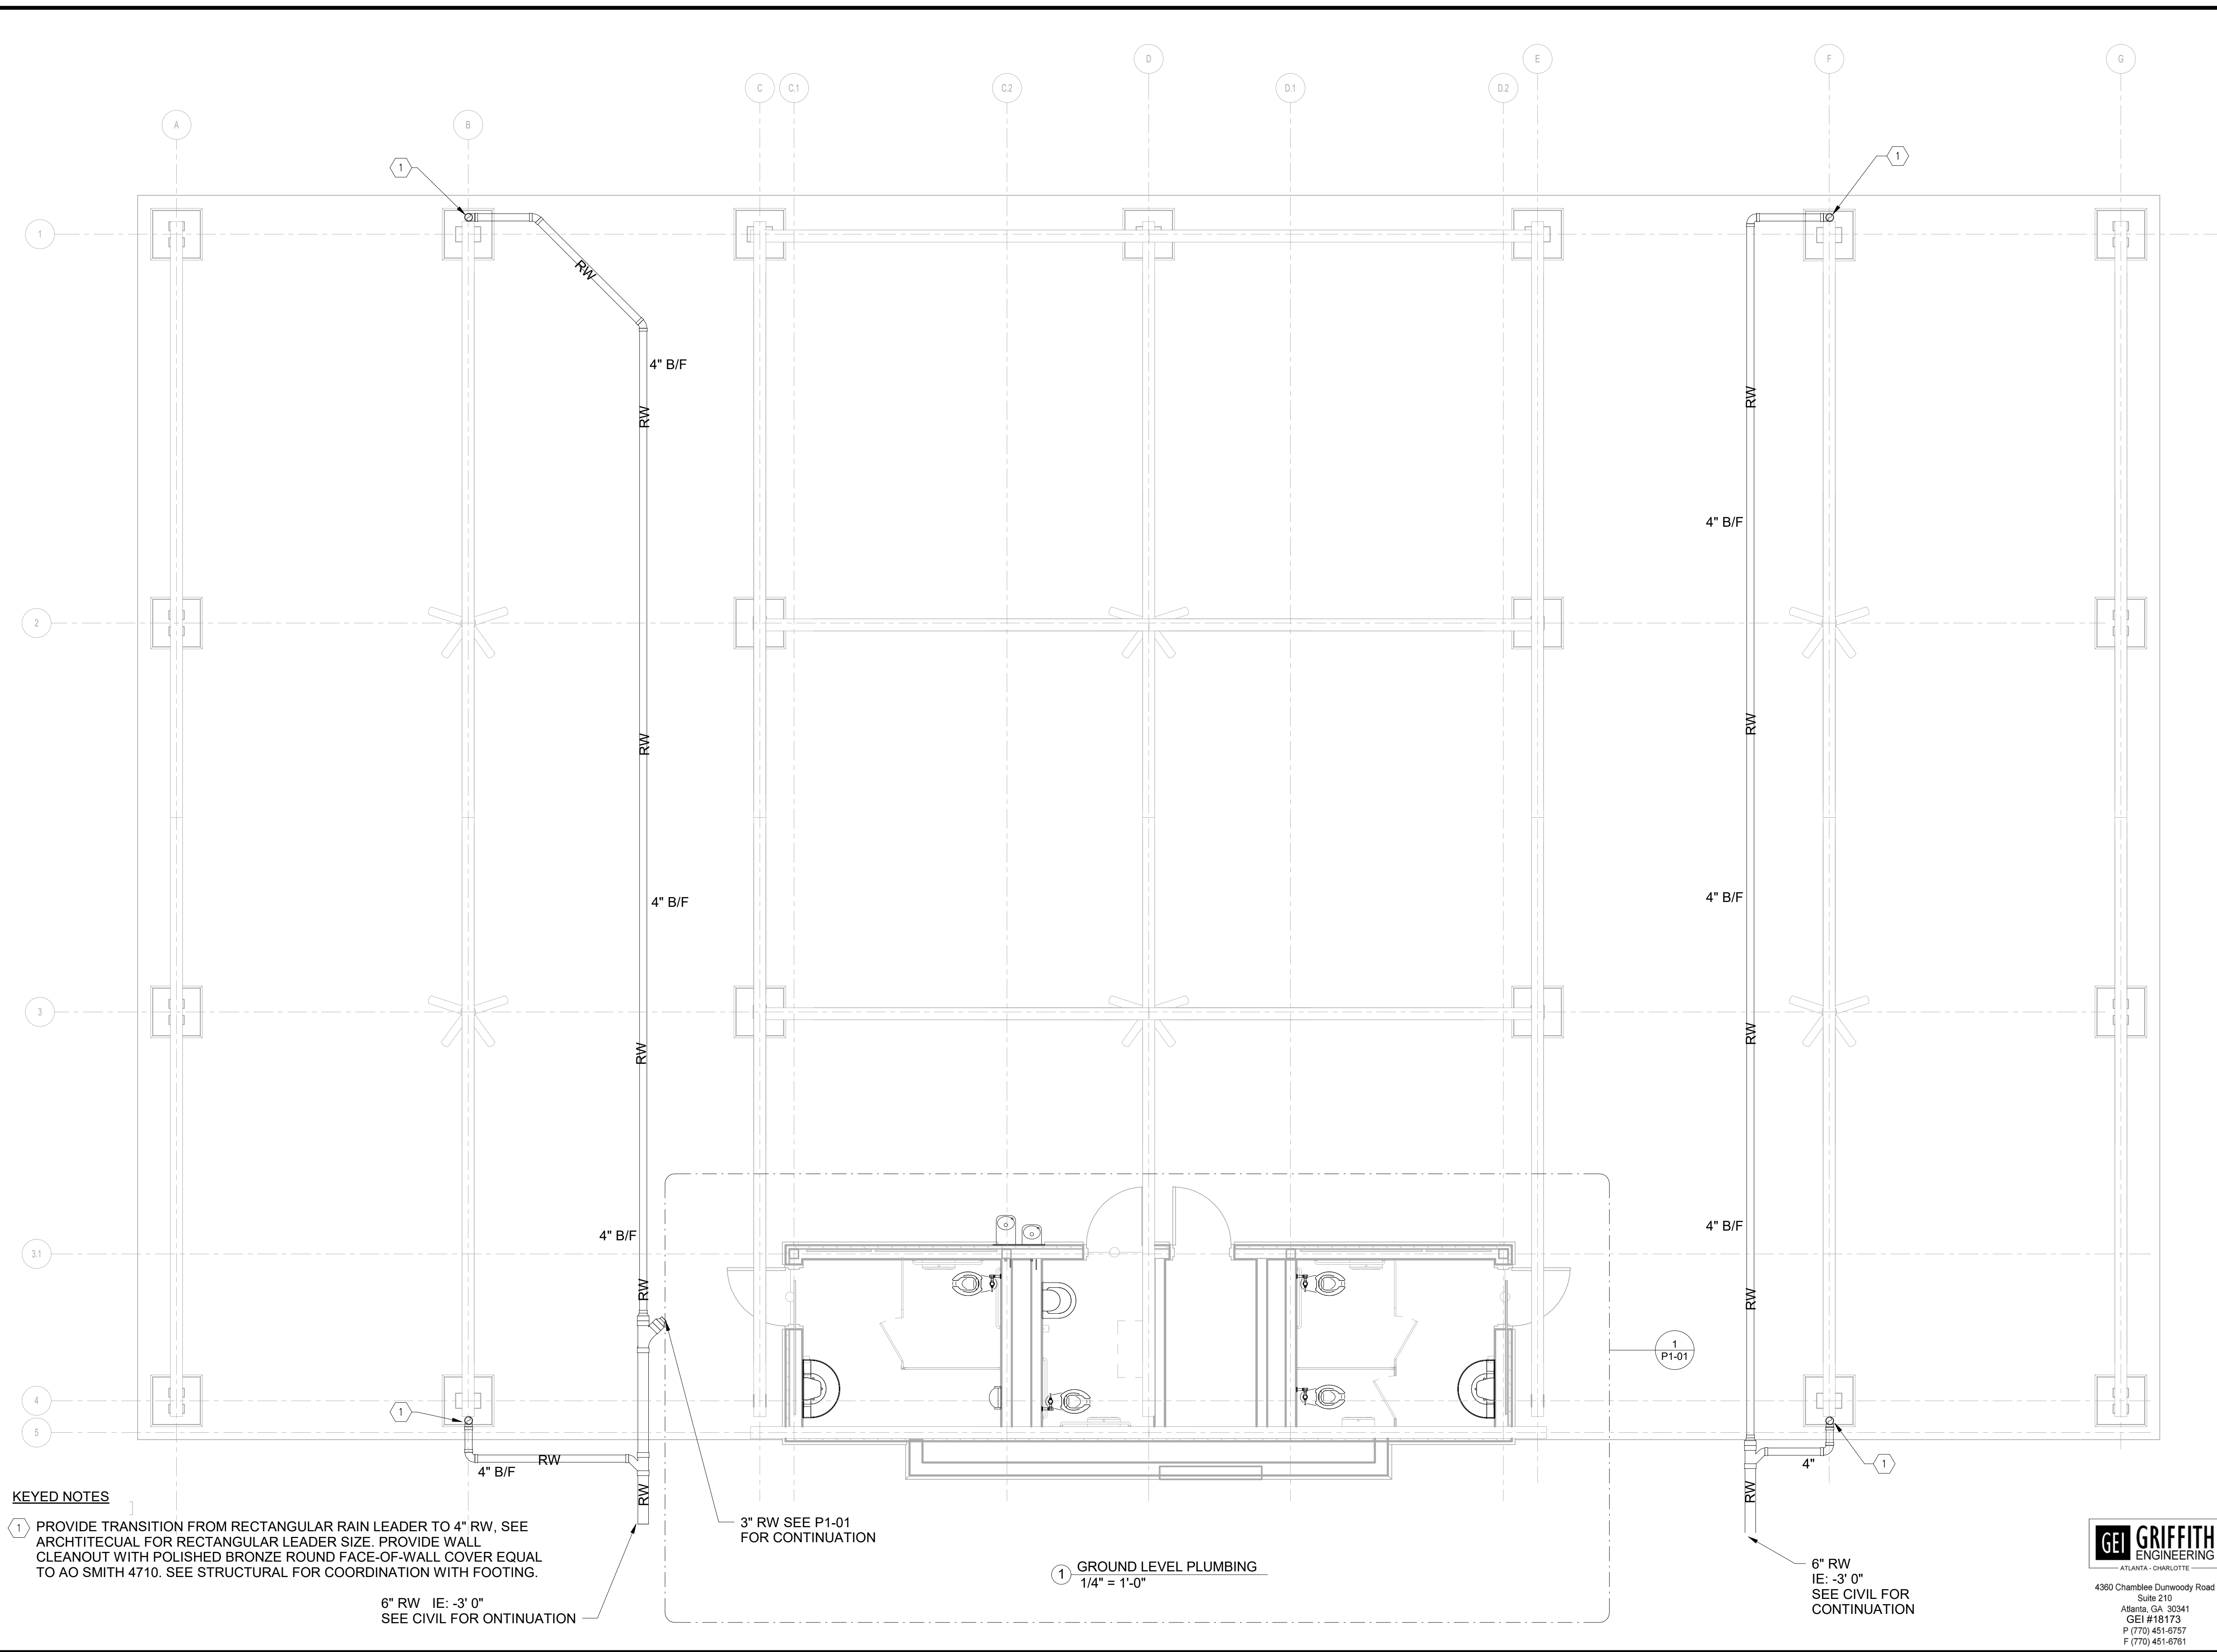 D
E
F
G
C
C.1
C.2
D.1
D.2
A
B
1
1
1
RW
4" B/F
RW
RW
4" B/F
2
RW
RW
4" B/F
4" B/F
3
RW
RW
4" B/F
4" B/F
3.1
RW
RW
1
P1-01
4
1
5
4" B/F
RW
4"
1
RW
RW
KEYED NOTES
1 PROVIDE TRANSITION FROM RECTANGULAR RAIN LEADER TO 4" RW, SEE
ARCHTITECUAL FOR RECTANGULAR LEADER SIZE. PROVIDE WALL
CLEANOUT WITH POLISHED BRONZE ROUND FACE-OF-WALL COVER EQUAL
TO AO SMITH 4710. SEE STRUCTURAL FOR COORDINATION WITH FOOTING.
6" RW IE: -3' 0"
SEE CIVIL FOR ONTINUATION
3" RW SEE P1-01
FOR CONTINUATION
1 GROUND LEVEL PLUMBING
1/4" = 1'-0"
6" RW
IE: -3' 0"
SEE CIVIL FOR
CONTINUATION
GEI GRIFFITH
ENGINEERING
ATLANTA - CHARLOTTE
4360 Chamblee Dunwoody Road
Suite 210
Atlanta, GA 30341
GEI #18173
P (770) 451-6757
F (770) 451-6761